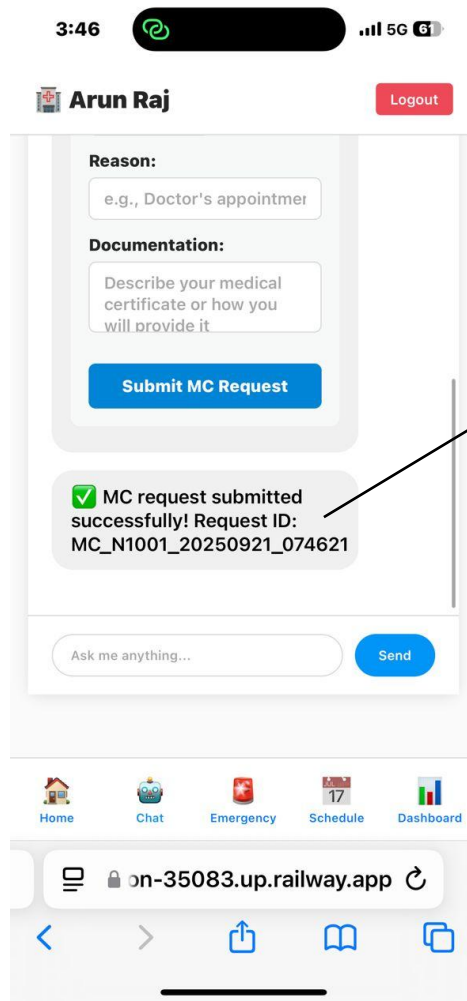 3:46
5G 61
Arun Raj
Logout
Reason:
e.g., Doctor's appointmer
Documentation:
Describe your medical
certificate or how you
will provide it
Submit MC Request
MC request submitted
successfully! Request ID:
MC_N1001_20250921_074621
Ask me anything...
Send
17
Home Chat Emergency Schedule Dashboard
on-35083.up.railway.app